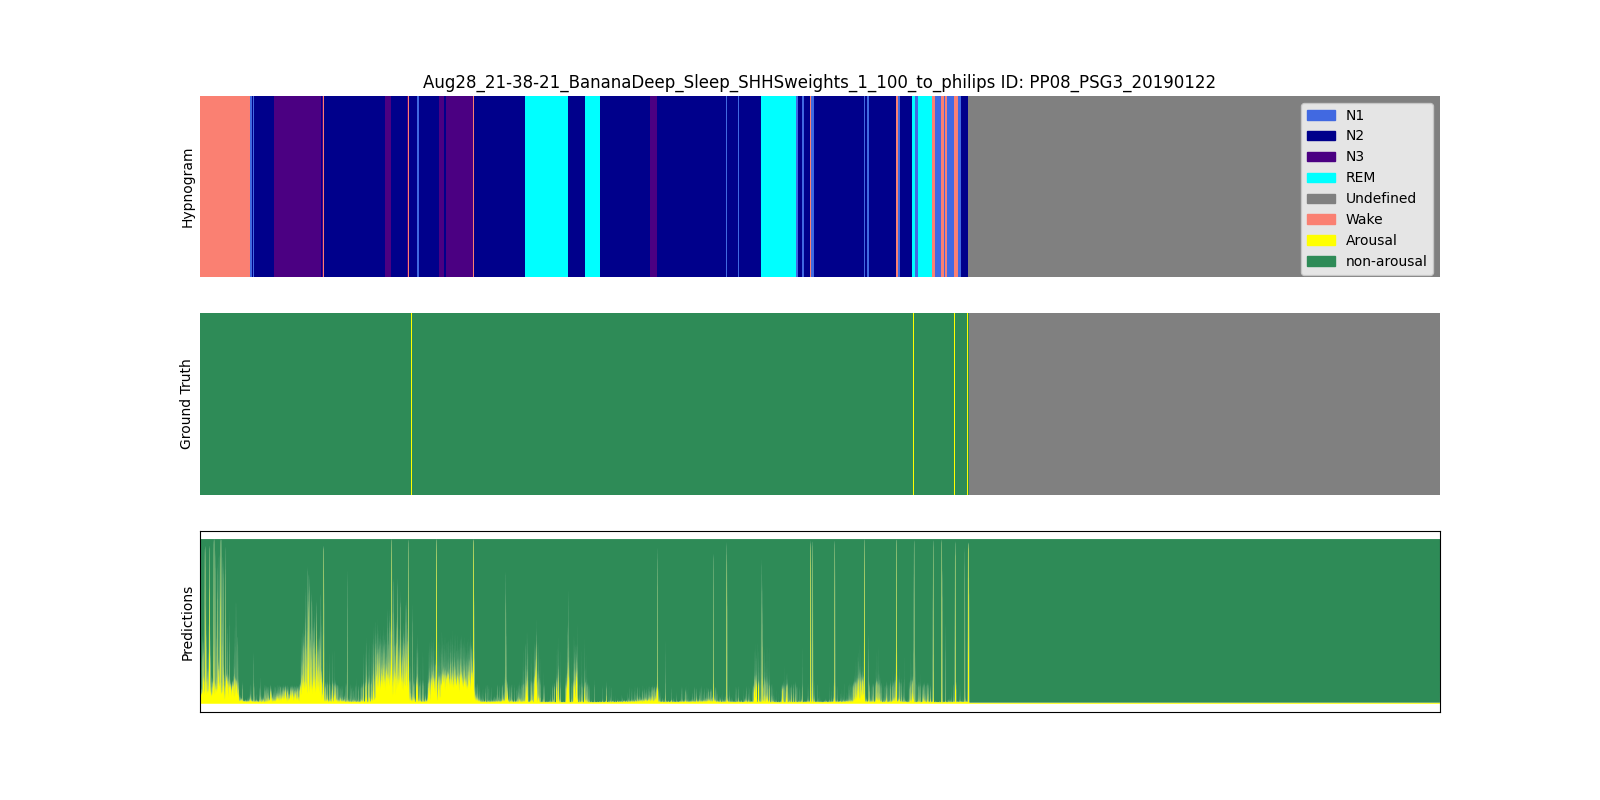 Aug28_21-38-21_BananaDeep_Sleep_SHHSweights_1_100_to_philips ID: PP08_PSG3_20190122
Hypnogram
N1
N2
N3
REM
Undefined
Wake
Arousal
non-arousal
Ground Truth
Predictions